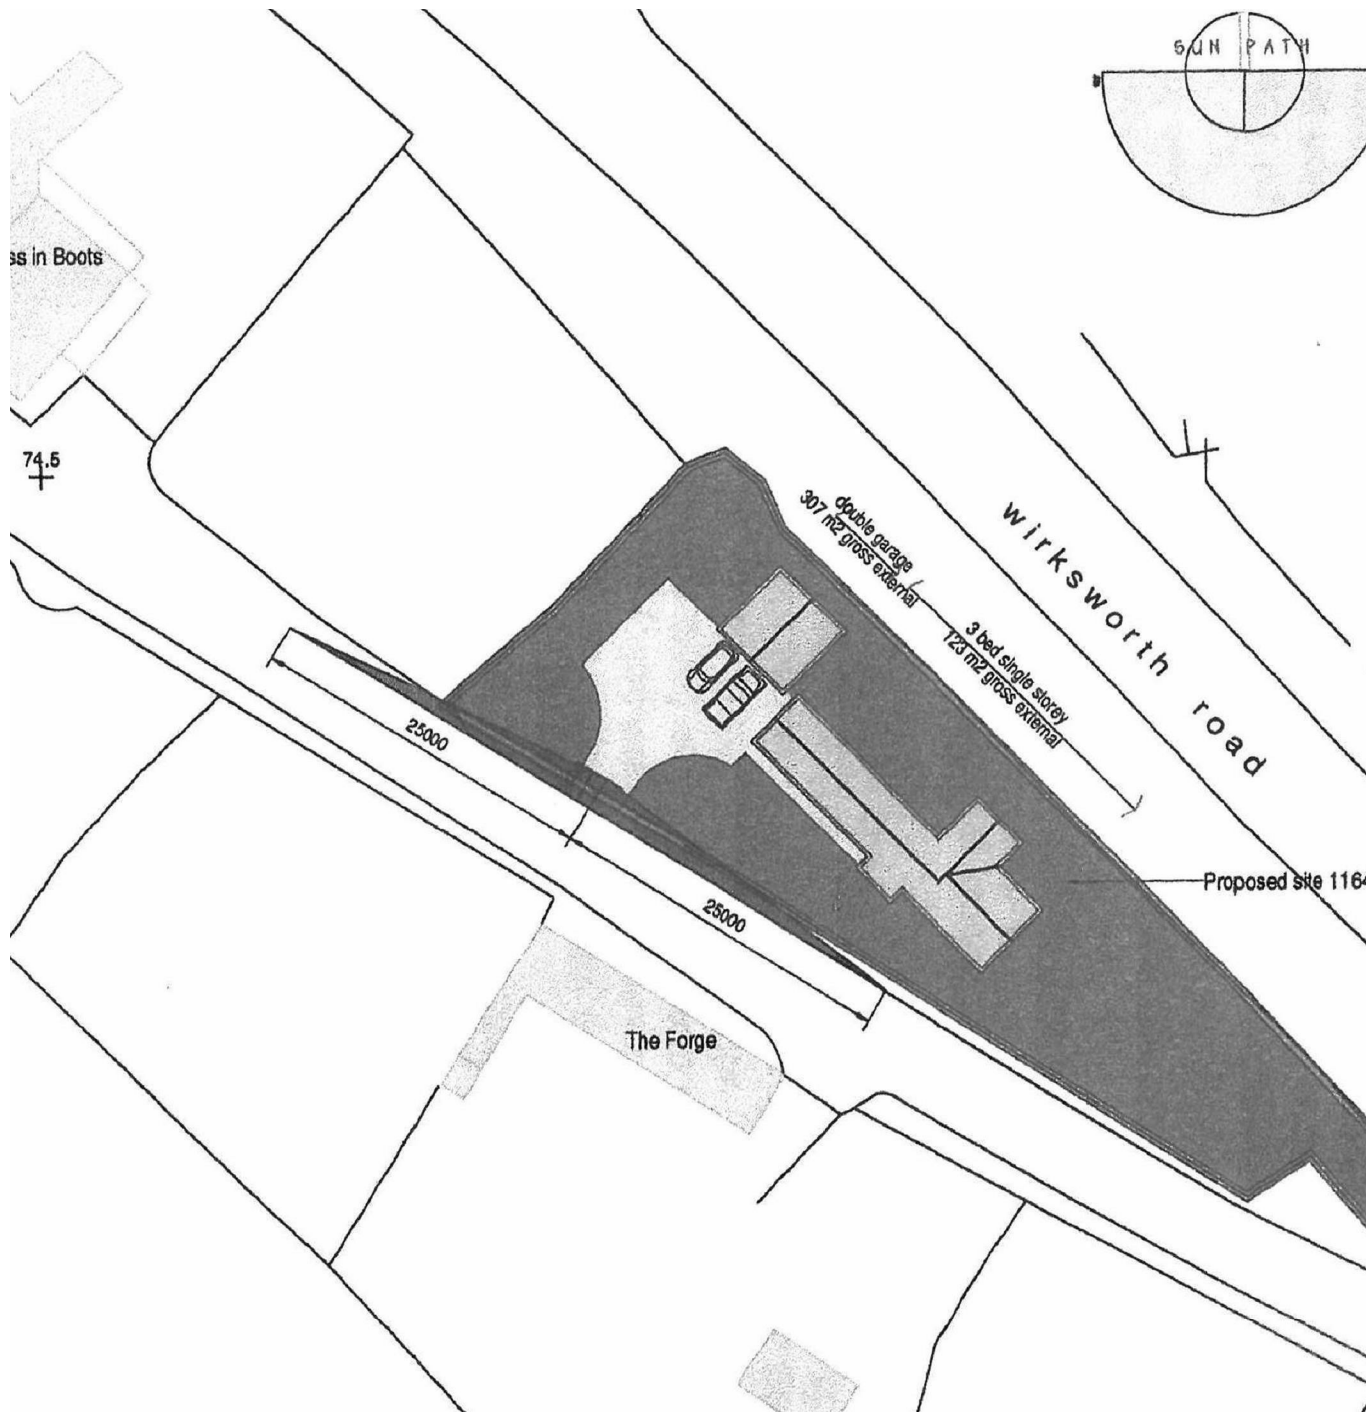 SUN PATH
ss in Boots
74.5
double garage
307 m2 gross external
wirksworth road
3 bed single storey
123 m2 gross external
25000
Proposed site 1164
25000
The Forge